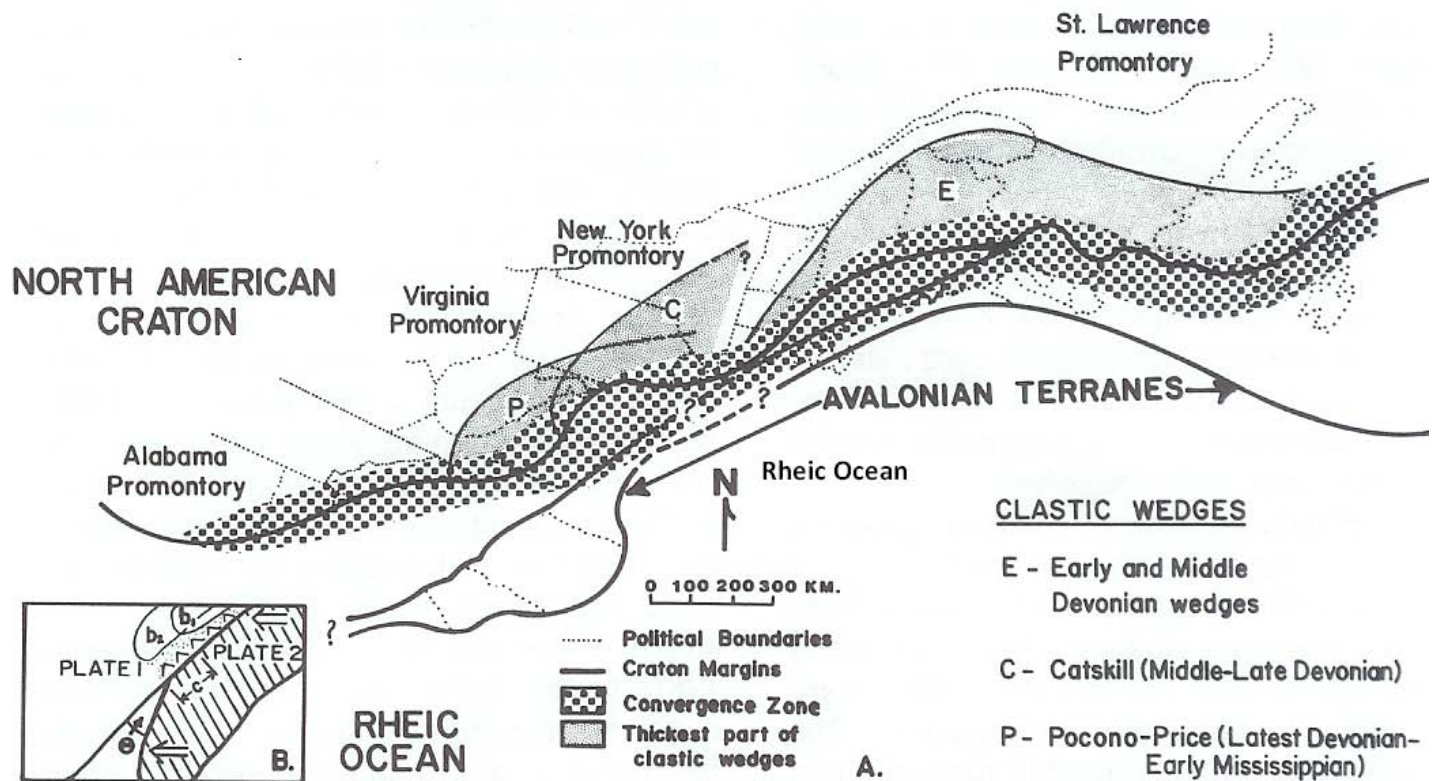 St. Lawrence
Promontory
E
New York
Promontory
NORTH AMERICAN
CRATON
Virginia
Promontory
C
?
P
?
?
AVALONIAN TERRANES
Alabama
Promontory
N
Rheic Ocean
CLASTIC WEDGES
E - Early and Middle
Devonian wedges
C - Catskill (Middle-Late Devonian)
P - Pocono-Price (Latest Devonian-
Early Mississippian)
0 100 200 300 KM.
Political Boundaries
Craton Margins
Convergence Zone
Thickest part of
clastic wedges
A.
?
RHEIC
OCEAN
b₁
b₂
PLATE 1
PLATE 2
c
Θ
B.